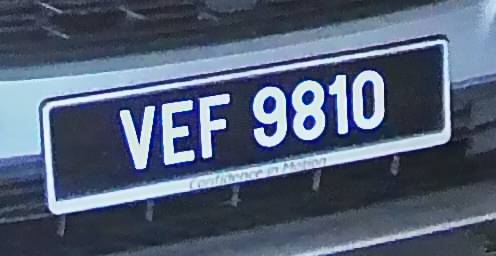 VEF 9810
Confidence in Motion